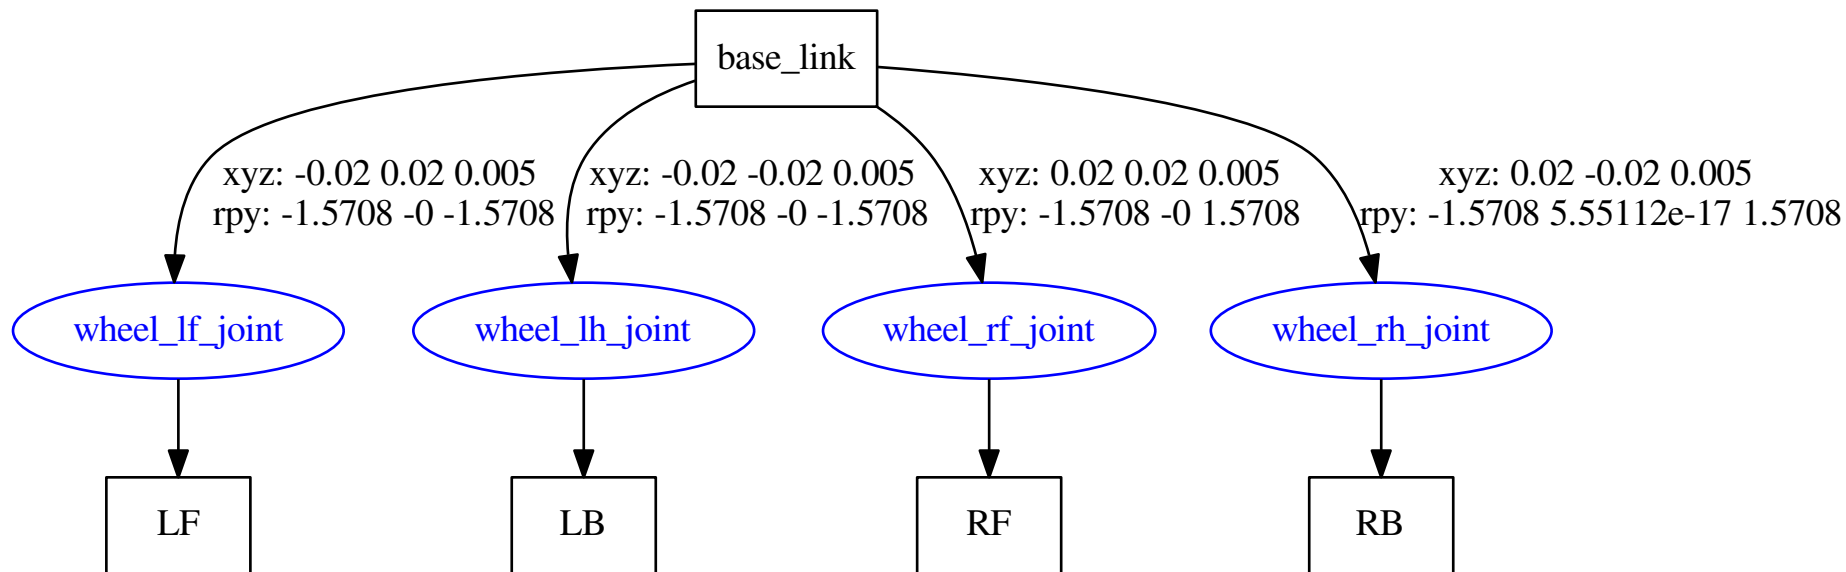 base_link
xyz: -0.02 0.02 0.005
rpy: -1.5708 -0 -1.5708
xyz: -0.02 -0.02 0.005
rpy: -1.5708 -0 -1.5708
xyz: 0.02 0.02 0.005
rpy: -1.5708 -0 1.5708
xyz: 0.02 -0.02 0.005
rpy: -1.5708 5.55112e-17 1.5708
wheel_lf_joint
wheel_lh_joint
wheel_rf_joint
wheel_rh_joint
LF
LB
RF
RB